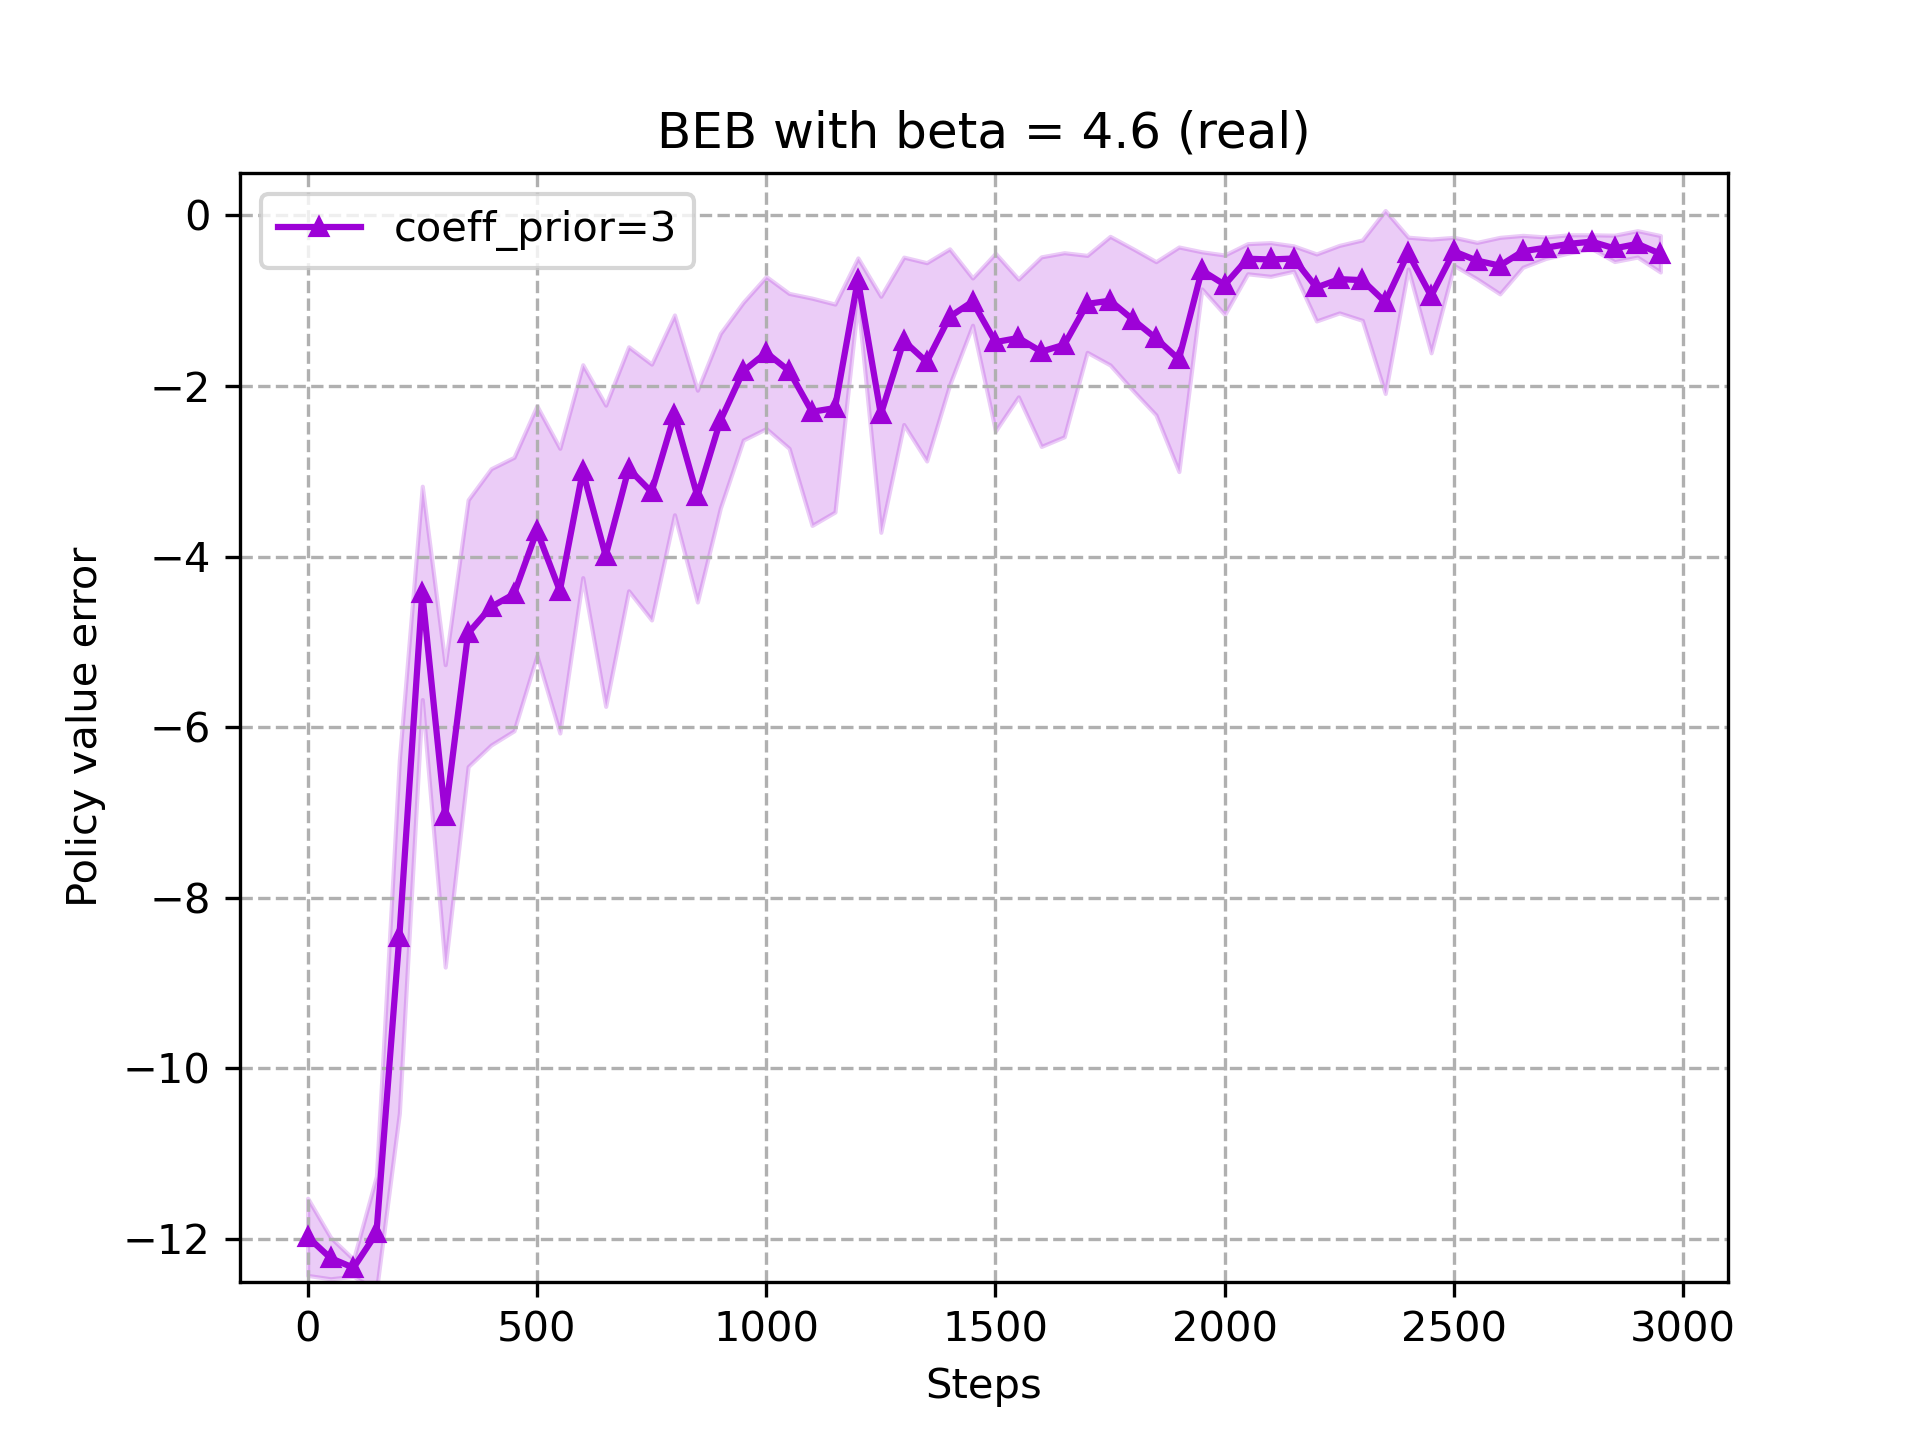 BEB with beta = 4.6 (real)
coeff_prior=3
Policy value error
0
−2
−4
−6
−8
−10
−12
0 500 1000 1500 2000 2500 3000
Steps